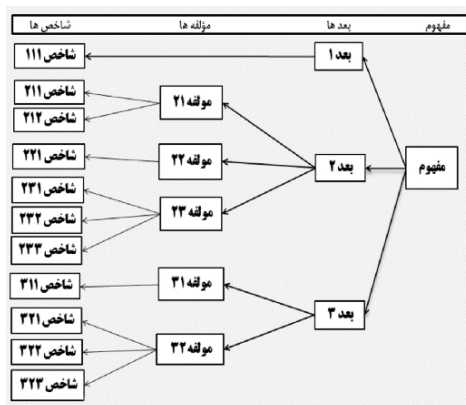 مفهوم بعد ها مؤلفه ها شاخص ها
بعد ۱ شاخص ۱۱۱
شاخص ۲۱۱
مولفه ۲۱
شاخص ۲۱۲
مفهوم بعد ۲ مولفه ۲۲ شاخص ۲۲۱
شاخص ۲۳۱
مولفه ۲۳ شاخص ۲۳۲
شاخص ۲۳۳
مولفه ۳۱ شاخص ۳۱۱
بعد ۳ شاخص ۳۲۱
مولفه ۳۲ شاخص ۳۲۲
شاخص ۳۲۳